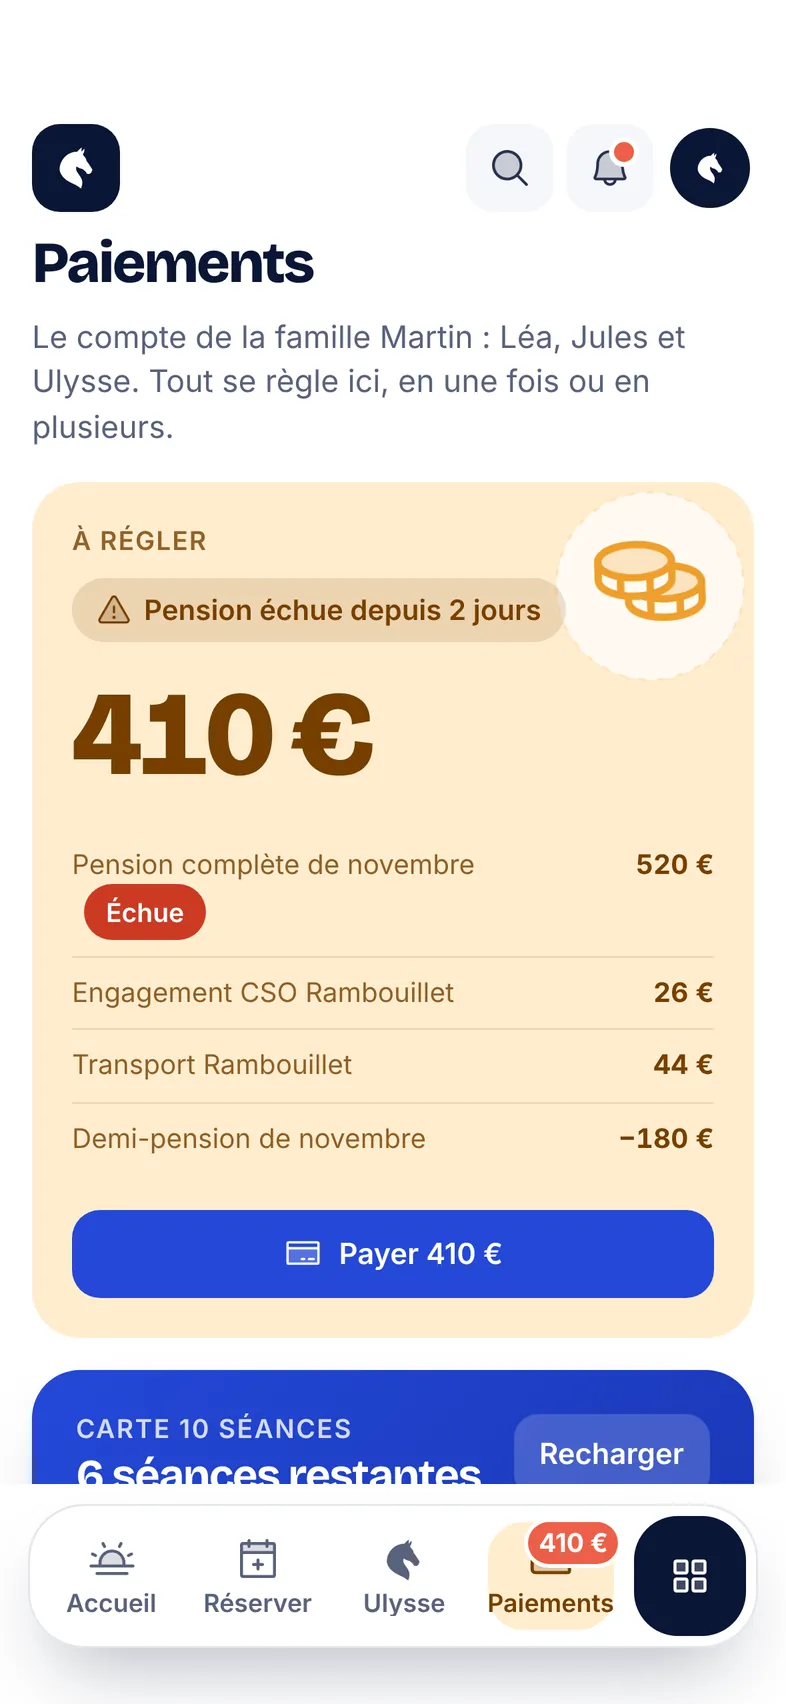 Paiements
Le compte de la famille Martin : Léa, Jules et
Ulysse. Tout se règle ici, en une fois ou en
plusieurs.
À RÉGLER
Pension échue depuis 2 jours
410 €
Pension complète de novembre 520 €
Échue
Engagement CSO Rambouillet 26 €
Transport Rambouillet 44 €
Demi-pension de novembre −180 €
Payer 410 €
CARTE 10 SÉANCES
6 séances restantes
Recharger
410 €
Accueil Réserver Ulysse Paiements